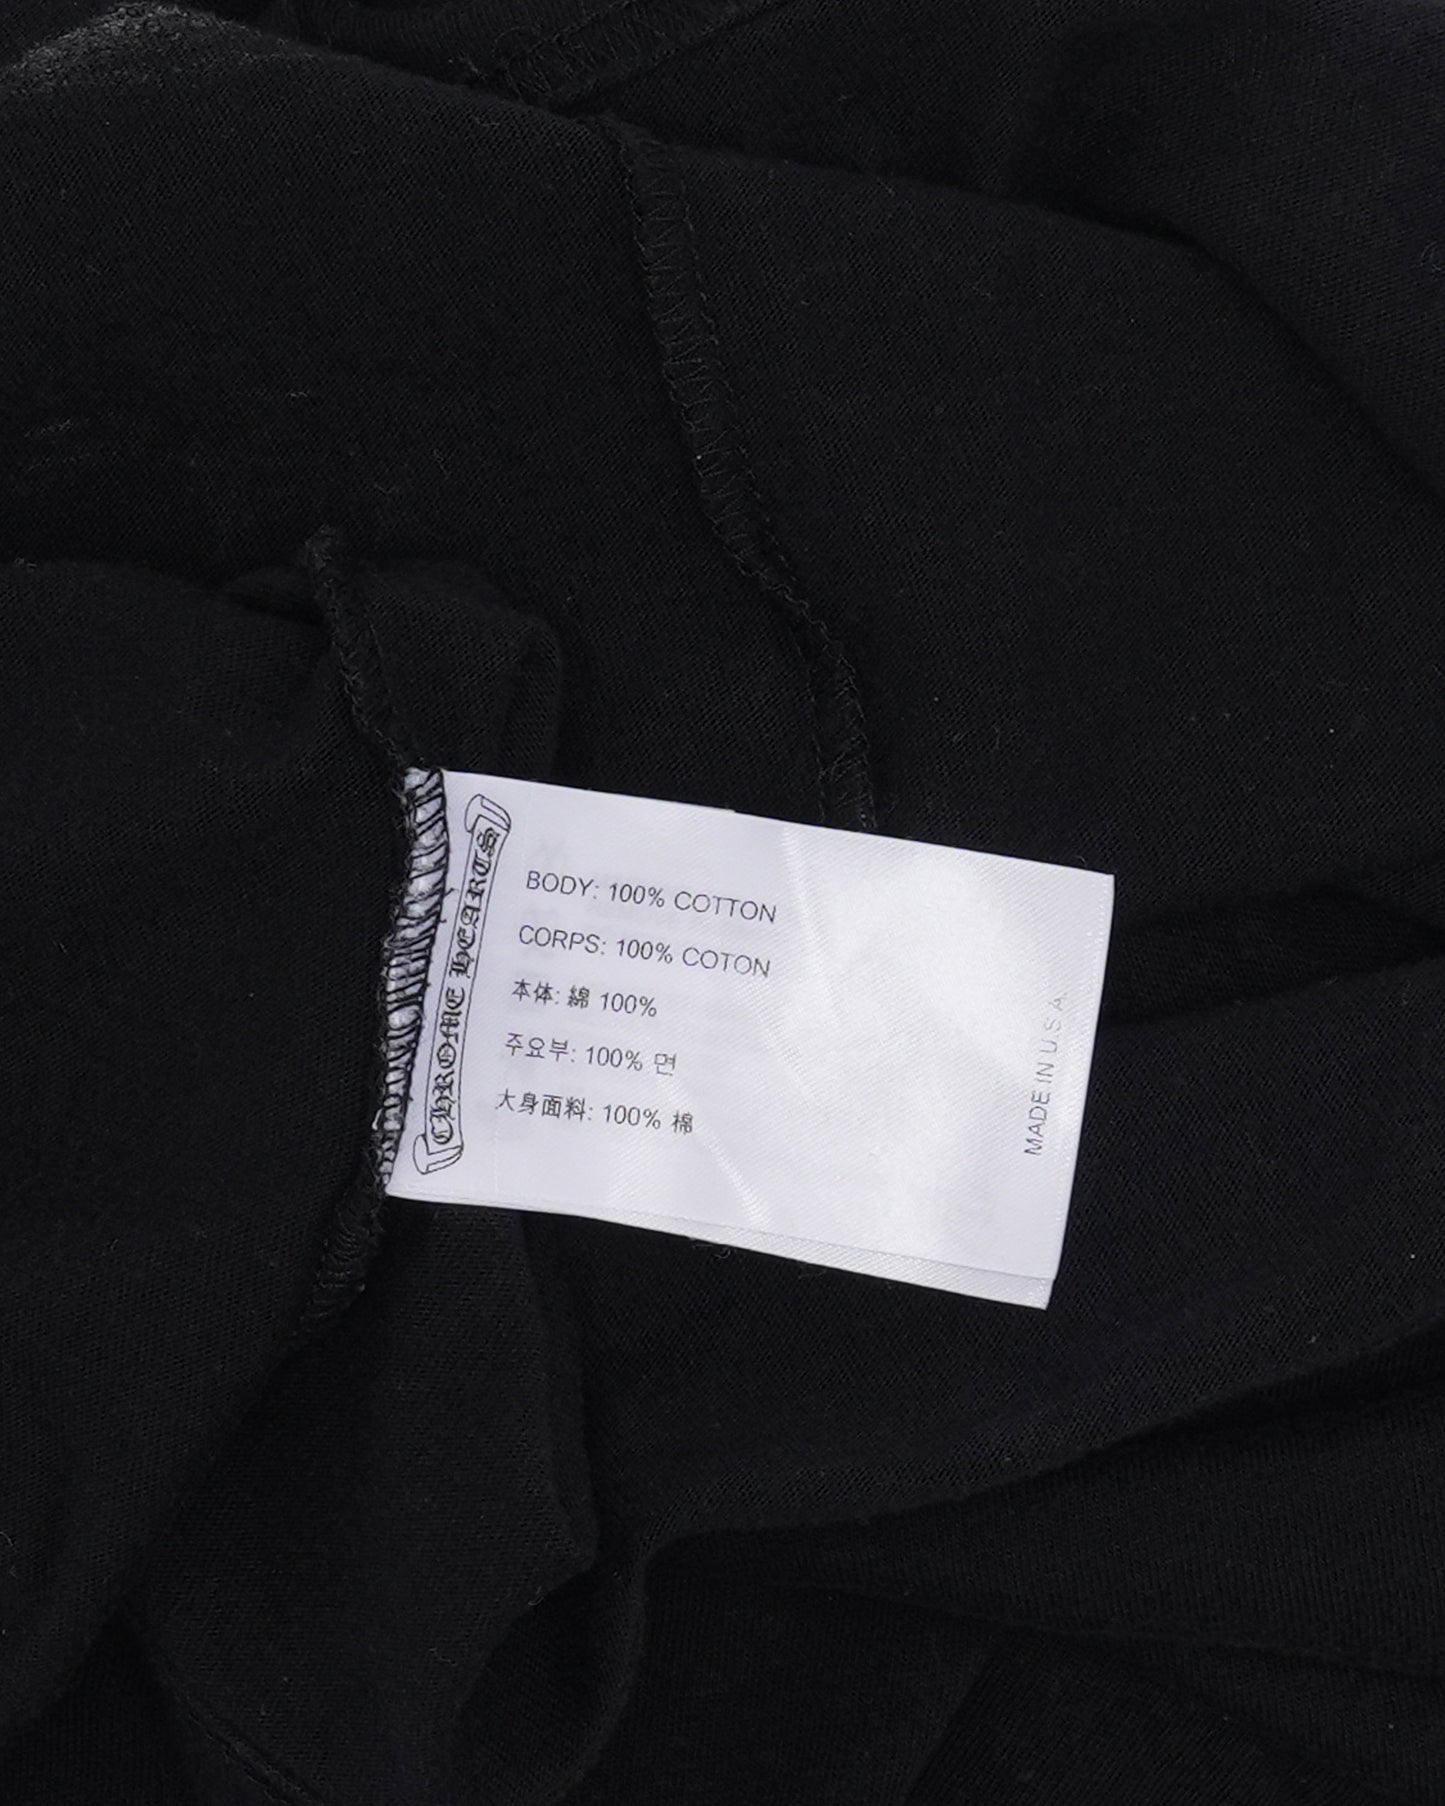 CHROME HEARTS
BODY: 100% COTTON
CORPS: 100% COTON
本体: 綿 100%
주요부: 100% 면
大身面料: 100% 棉
MADE IN U.S.A.